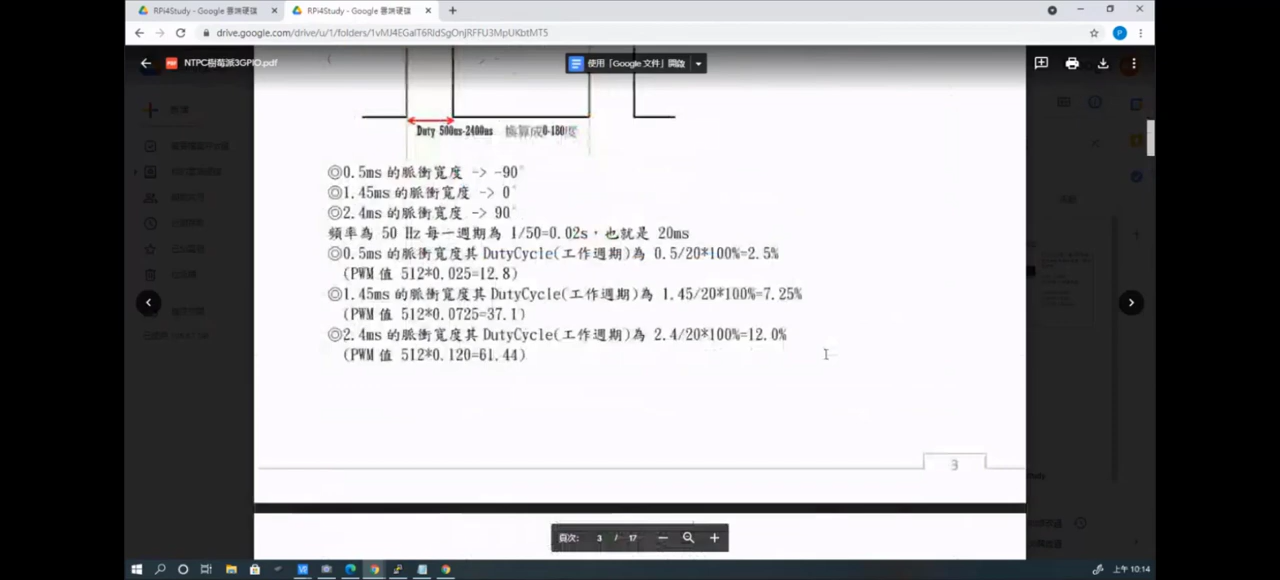 RPi4Study - Google 雲端硬碟
RPi4Study - Google 雲端硬碟
drive.google.com/drive/u/1/folders/1vMJ4EGalT6RldSgOnjRFFU3MpUKbtMT5
NTPC樹莓派3GPIO.pdf
使用「Google 文件」開啟
Duty 500us-2400us 換算成0-180度
◎0.5ms 的脈衝寬度 -> -90°
◎1.45ms 的脈衝寬度 -> 0°
◎2.4ms 的脈衝寬度 -> 90°
頻率為 50 Hz 每一週期為 1/50=0.02s，也就是 20ms
◎0.5ms 的脈衝寬度其 DutyCycle(工作週期)為 0.5/20*100%=2.5%
(PWM 值 512*0.025=12.8)
◎1.45ms 的脈衝寬度其 DutyCycle(工作週期)為 1.45/20*100%=7.25%
(PWM 值 512*0.0725=37.1)
◎2.4ms 的脈衝寬度其 DutyCycle(工作週期)為 2.4/20*100%=12.0%
(PWM 值 512*0.120=61.44)
3
頁次: 3 / 17
上午 10:14